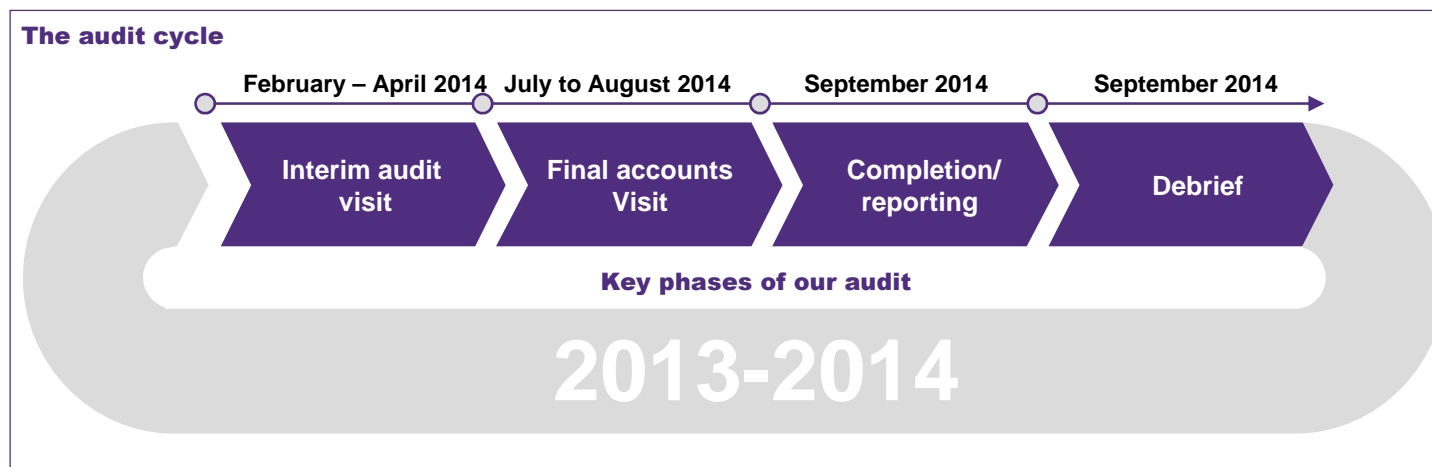 The audit cycle
February – April 2014
July to August 2014
September 2014
September 2014
Interim audit
visit
Final accounts
Visit
Completion/
reporting
Debrief
Key phases of our audit
2013-2014